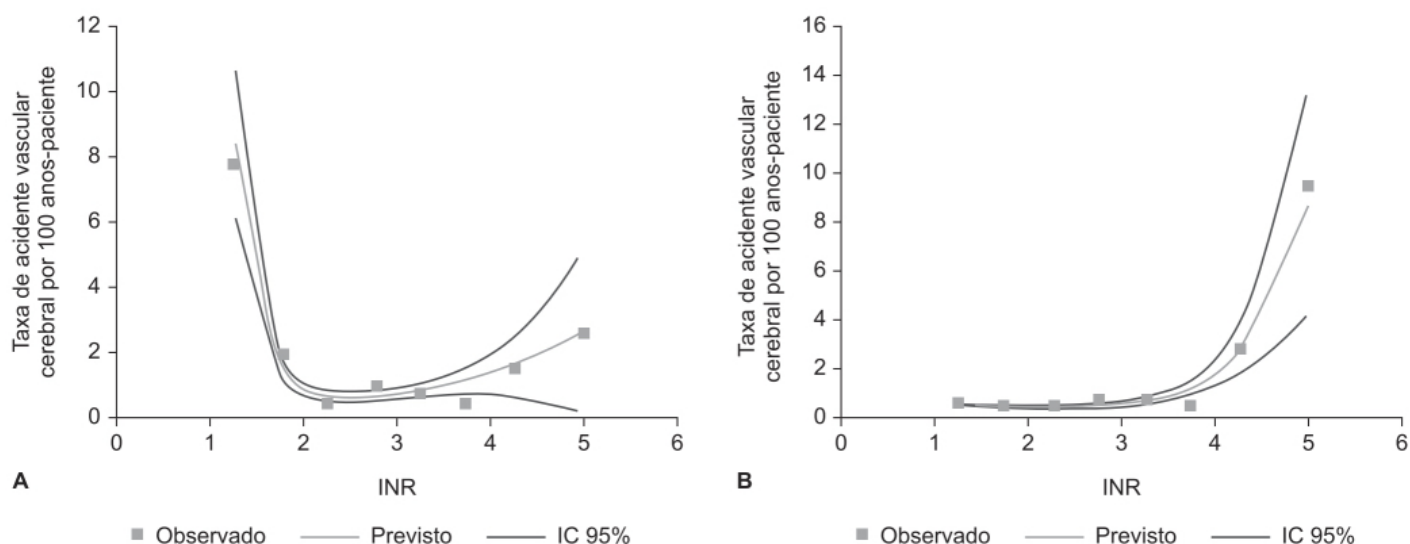 Taxa de acidente vascular
cerebral por 100 anos-paciente
12
10
8
6
4
2
0
0 1 2 3 4 5 6
INR
A
Observado Previsto IC 95%
Taxa de acidente vascular
cerebral por 100 anos-paciente
16
14
12
10
8
6
4
2
0
0 1 2 3 4 5 6
INR
B
Observado Previsto IC 95%